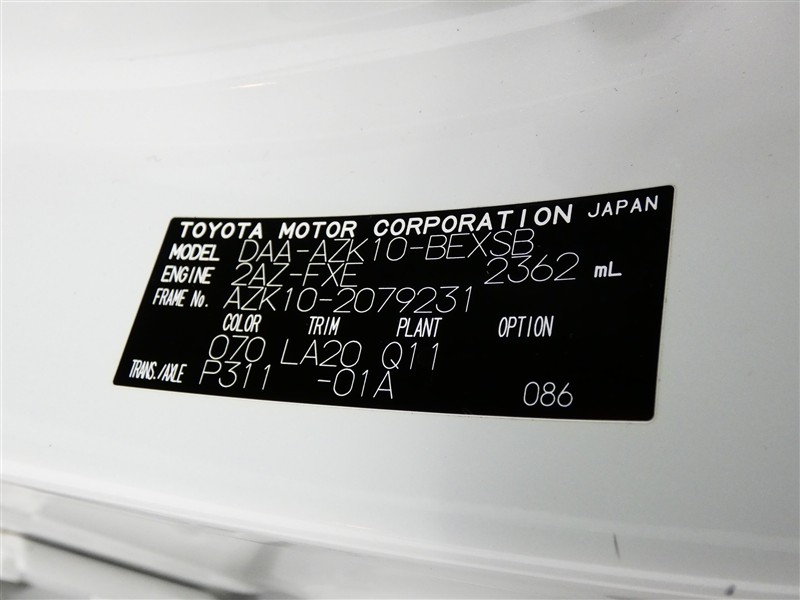 TOYOTA MOTOR CORPORATION JAPAN
MODEL DAA-AZK10-BEXSB
ENGINE 2AZ-FXE 2362 mL
FRAME No. AZK10-2079231
COLOR TRIM PLANT OPTION
070 LA20 Q11
TRANS./AXLE P311 -01A 086